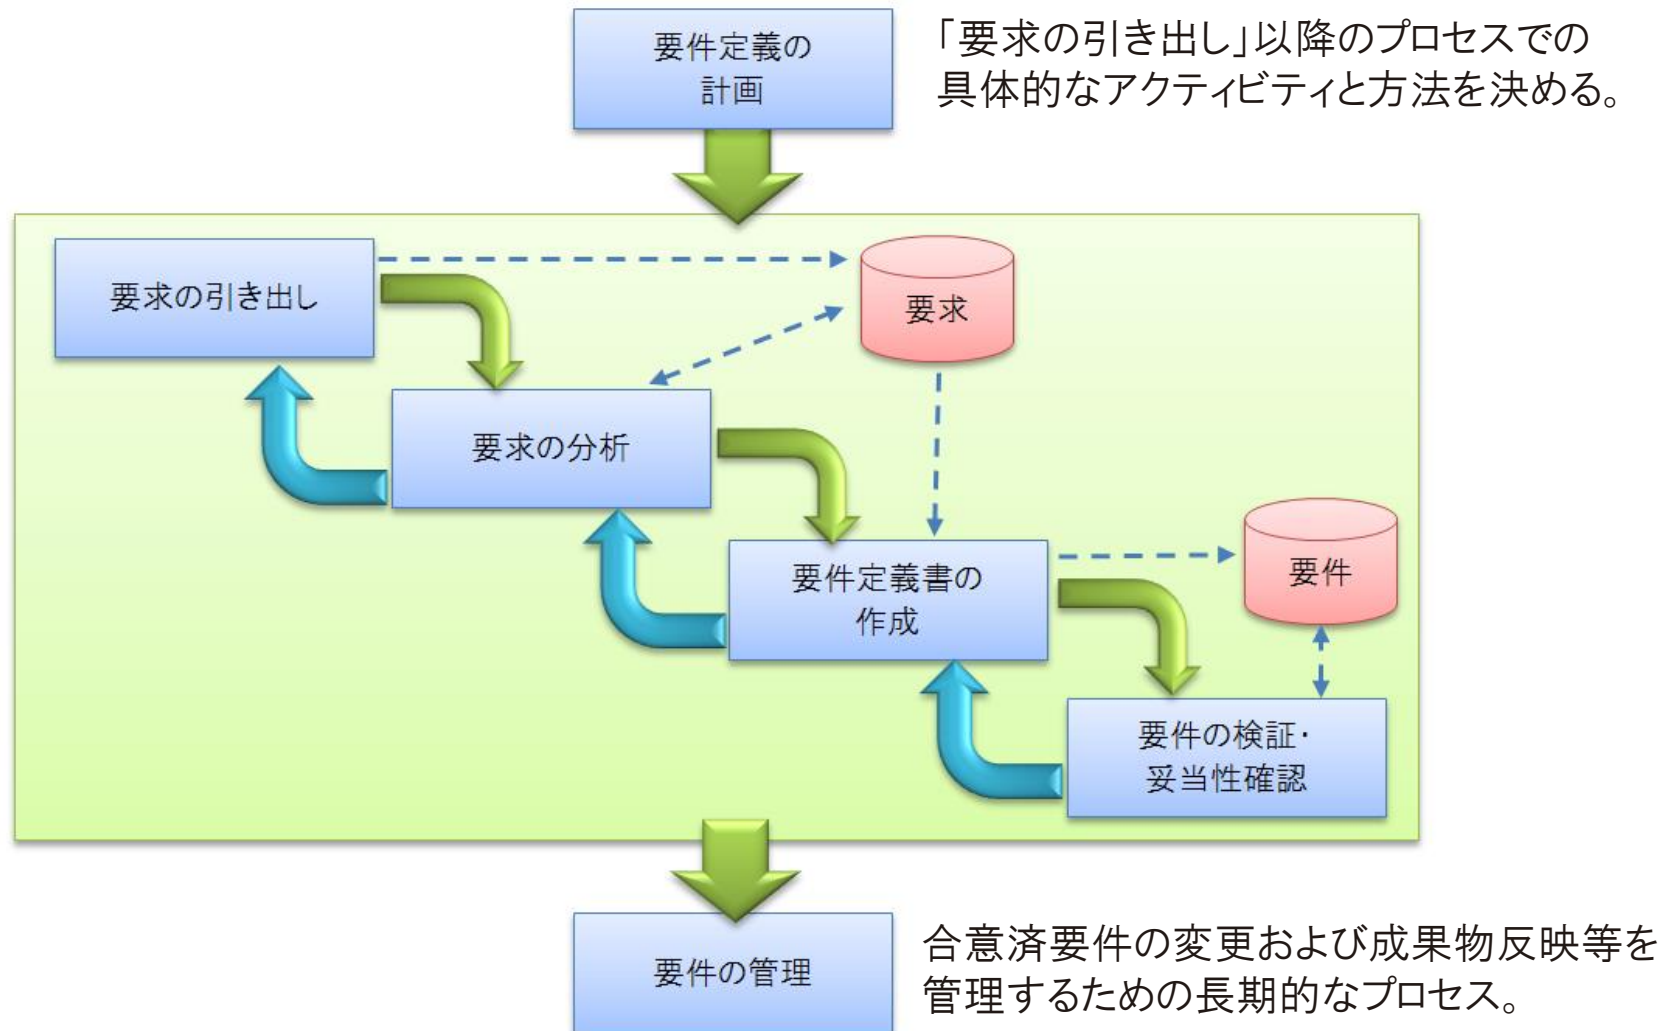 要件定義の
計画
「要求の引き出し」以降のプロセスでの
具体的なアクティビティと方法を決める。
要求の引き出し
要求
要求の分析
要件定義書の
作成
要件
要件の検証・
妥当性確認
要件の管理
合意済要件の変更および成果物反映等を
管理するための長期的なプロセス。